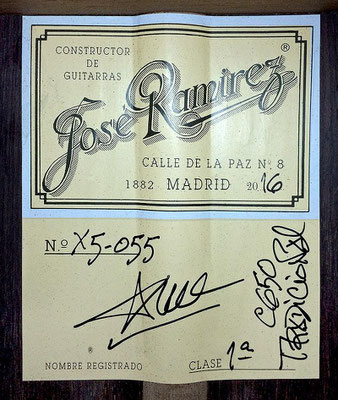 CONSTRUCTOR
DE
GUITARRAS
®
José Ramírez
CALLE DE LA PAZ Nº 8
1882 MADRID 2016
N.º X5-055
C650
TRADICIONAL
®
NOMBRE REGISTRADO
CLASE 1ª